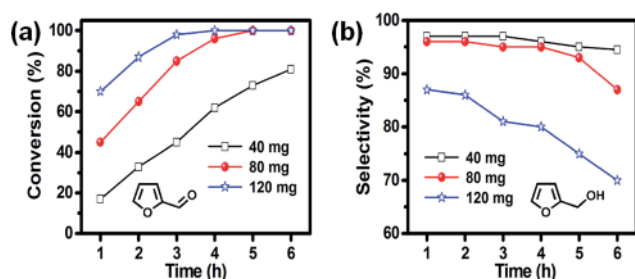 (a)
Conversion (%)
100
80
60
40
20
0
40 mg
80 mg
120 mg
O
O
1 2 3 4 5 6
Time (h)
(b)
Selectivity (%)
100
90
80
70
60
40 mg
80 mg
120 mg
O
OH
1 2 3 4 5 6
Time (h)